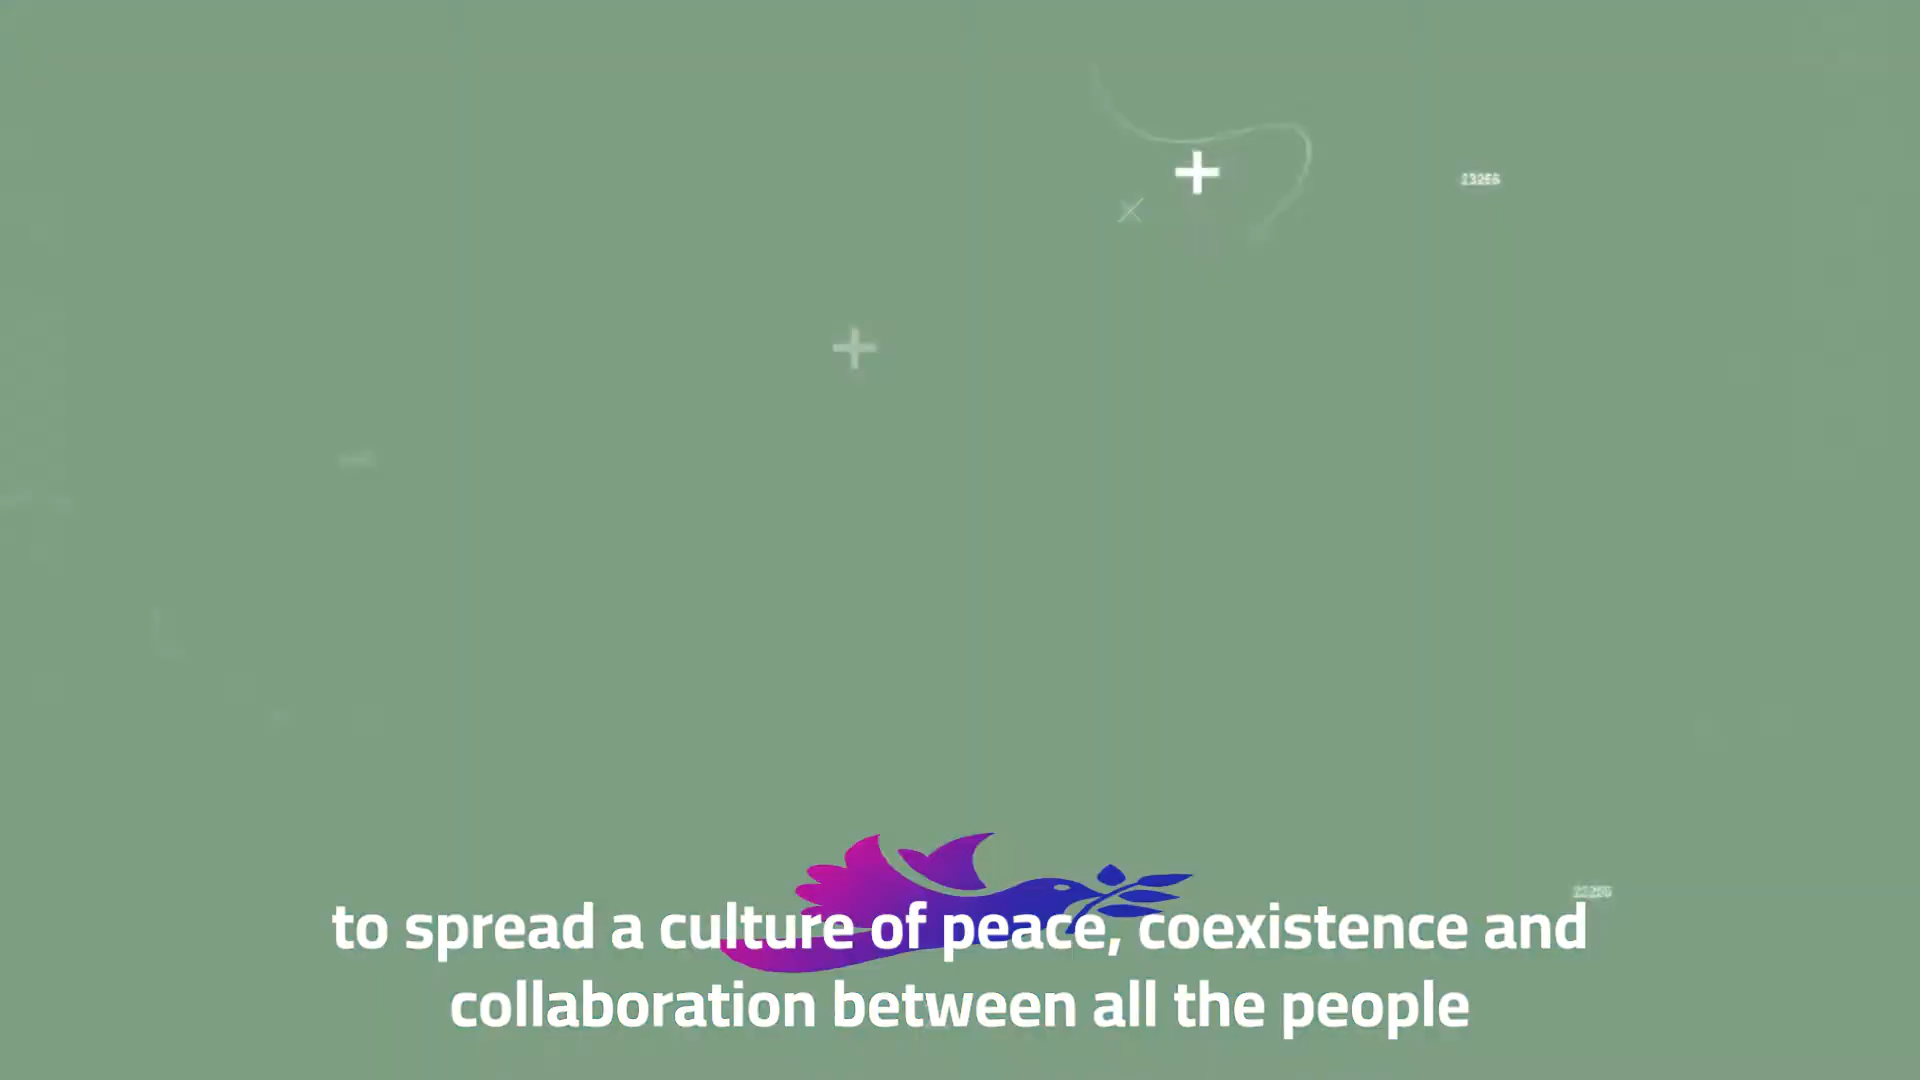 to spread a culture of peace, coexistence and
collaboration between all the people